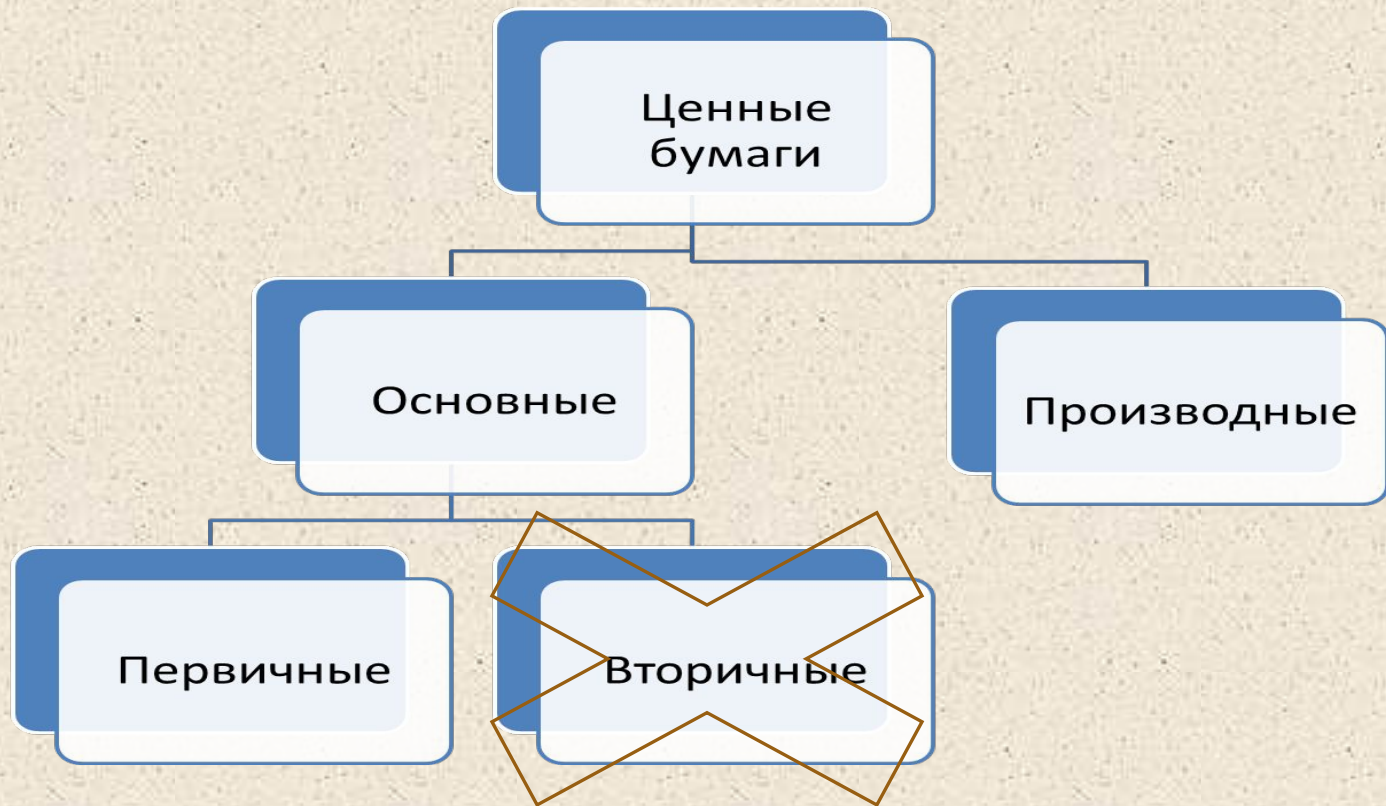 Ценные
бумаги
Основные
Производные
Первичные
Вторичные